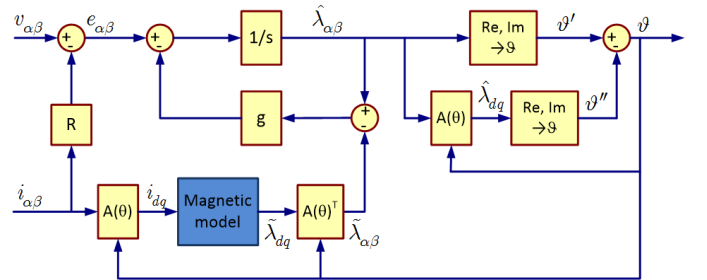 v_αβ
e_αβ
1/s
λ̂_αβ
Re, Im
→ϑ
ϑ′
ϑ
+
-
+
-
+
-
R
g
+
-
A(θ)
λ̂_dq
Re, Im
→ϑ
ϑ″
i_αβ
A(θ)
i_dq
Magnetic
model
λ̃_dq
A(θ)ᵀ
λ̃_αβ